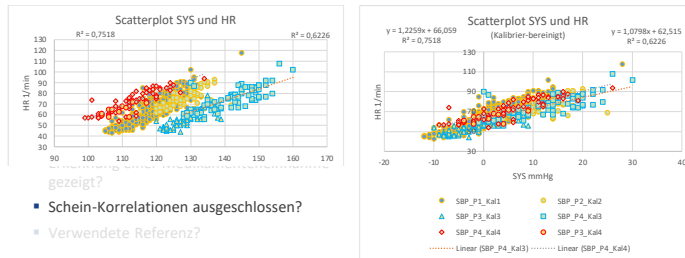 Scatterplot SYS und HR
R² = 0,7518
R² = 0,6226
HR 1/min
130
120
110
100
90
80
70
60
50
40
30
90 100 110 120 130 140 150 160 170
gezeigt?
▪ Schein-Korrelationen ausgeschlossen?
▪ Verwendete Referenz?
Scatterplot SYS und HR
(Kalibrier-bereinigt)
y = 1,2259x + 66,059
R² = 0,7518
y = 1,0798x + 62,515
R² = 0,6226
HR 1/min
130
110
90
70
50
30
-20 -10 0 10 20 30 40
SYS mmHg
SBP_P1_Kal1
SBP_P2_Kal2
SBP_P3_Kal3
SBP_P4_Kal2
SBP_P4_Kal4
SBP_P3_Kal4
Linear (SBP_P4_Kal3)
Linear (SBP_P4_Kal4)